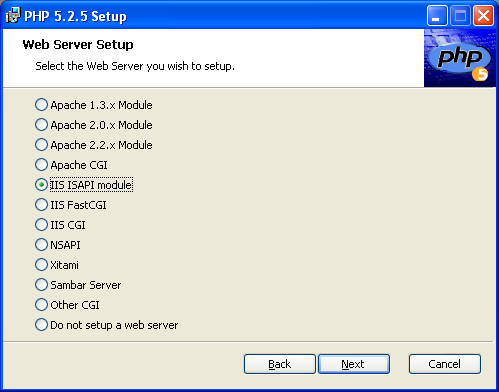 PHP 5.2.5 Setup
Web Server Setup
Select the Web Server you wish to setup.
php
5
Apache 1.3.x Module
Apache 2.0.x Module
Apache 2.2.x Module
Apache CGI
IIS ISAPI module
IIS FastCGI
IIS CGI
NSAPI
Xitami
Sambar Server
Other CGI
Do not setup a web server
Back Next Cancel